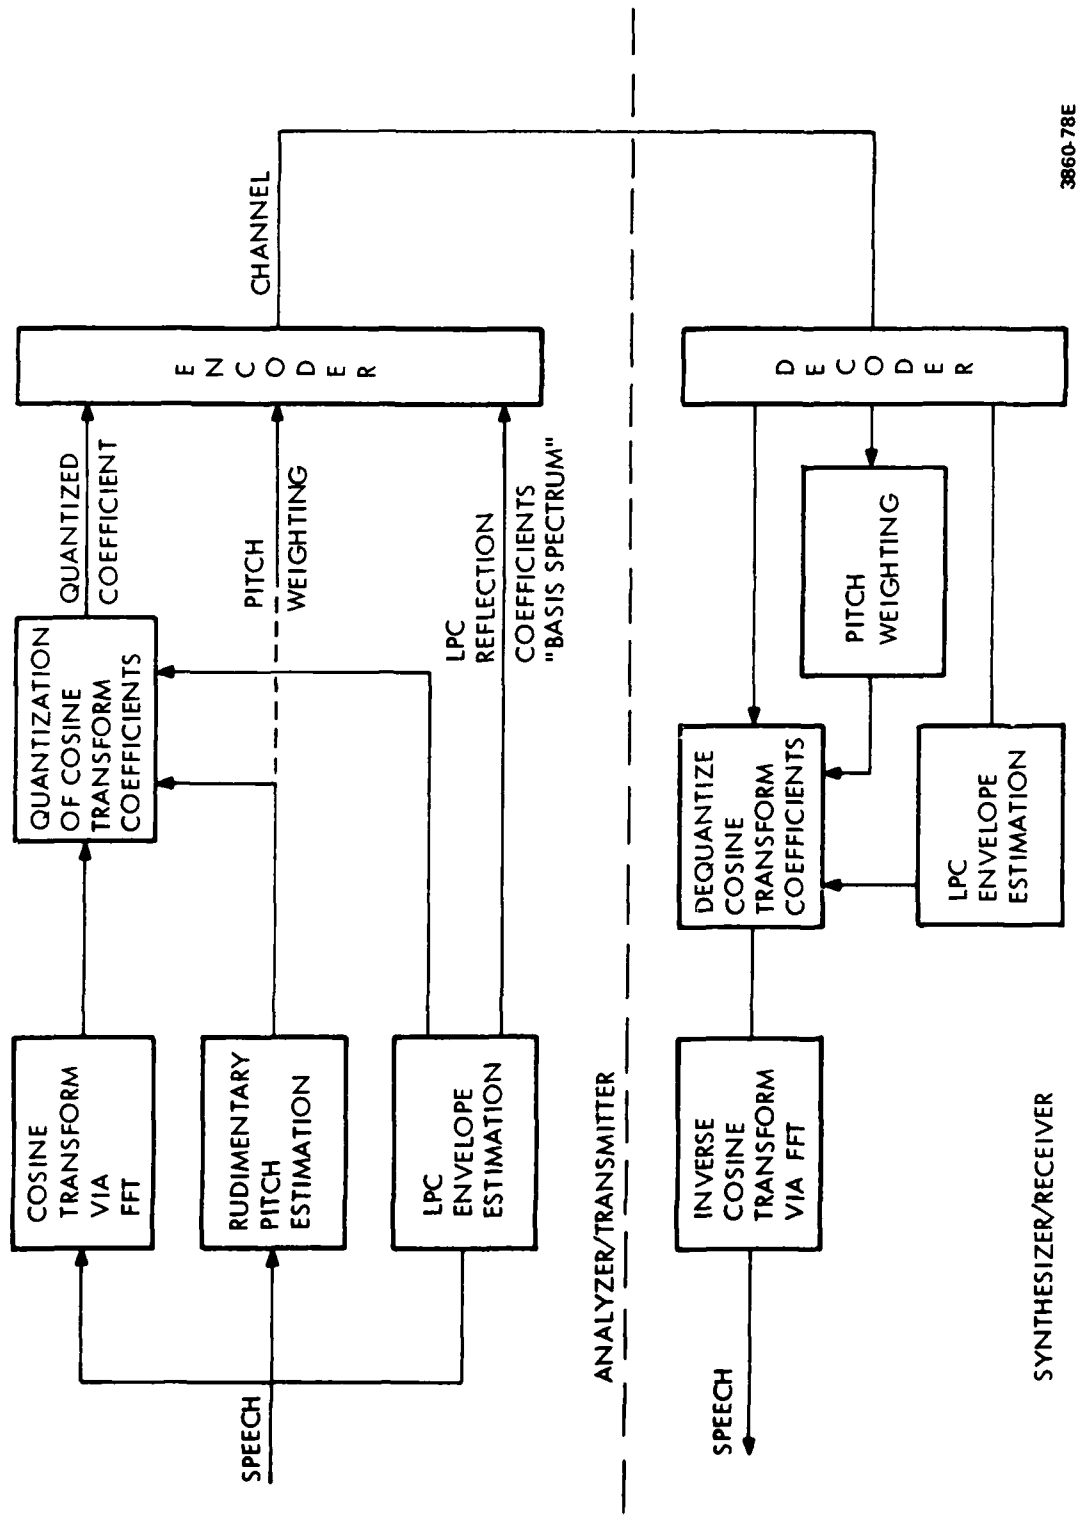 SPEECH
COSINE
TRANSFORM
VIA
FFT
RUDIMENTARY
PITCH
ESTIMATION
LPC
ENVELOPE
ESTIMATION
QUANTIZATION
OF COSINE
TRANSFORM
COEFFICIENTS
QUANTIZED
COEFFICIENT
PITCH
WEIGHTING
LPC
REFLECTION
COEFFICIENTS
"BASIS SPECTRUM"
ENCODER
CHANNEL
ANALYZER/TRANSMITTER
SPEECH
INVERSE
COSINE
TRANSFORM
VIA FFT
DEQUANTIZE
COSINE
TRANSFORM
COEFFICIENTS
PITCH
WEIGHTING
LPC
ENVELOPE
ESTIMATION
DECODER
SYNTHESIZER/RECEIVER
3860-78E